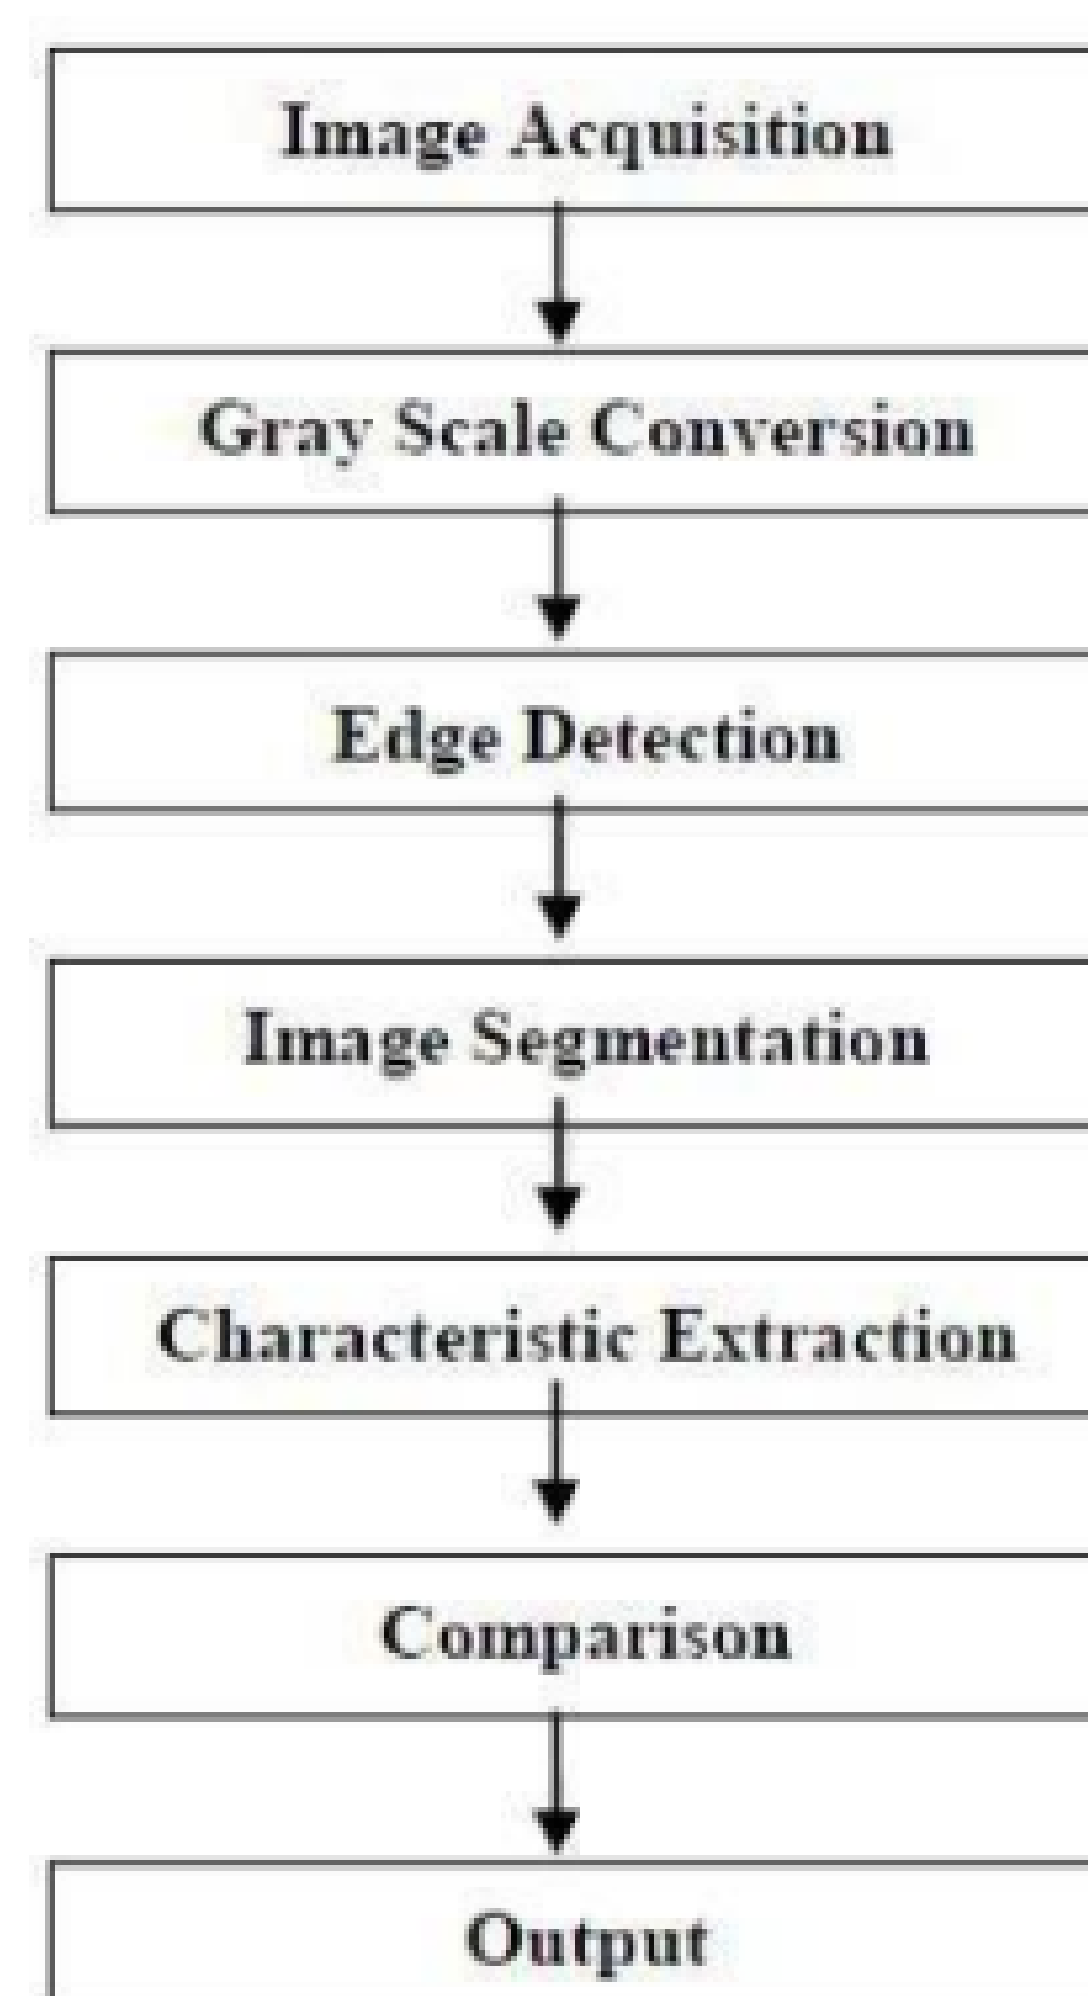 Image Acquisition
Gray Scale Conversion
Edge Detection
Image Segmentation
Characteristic Extraction
Comparison
Output